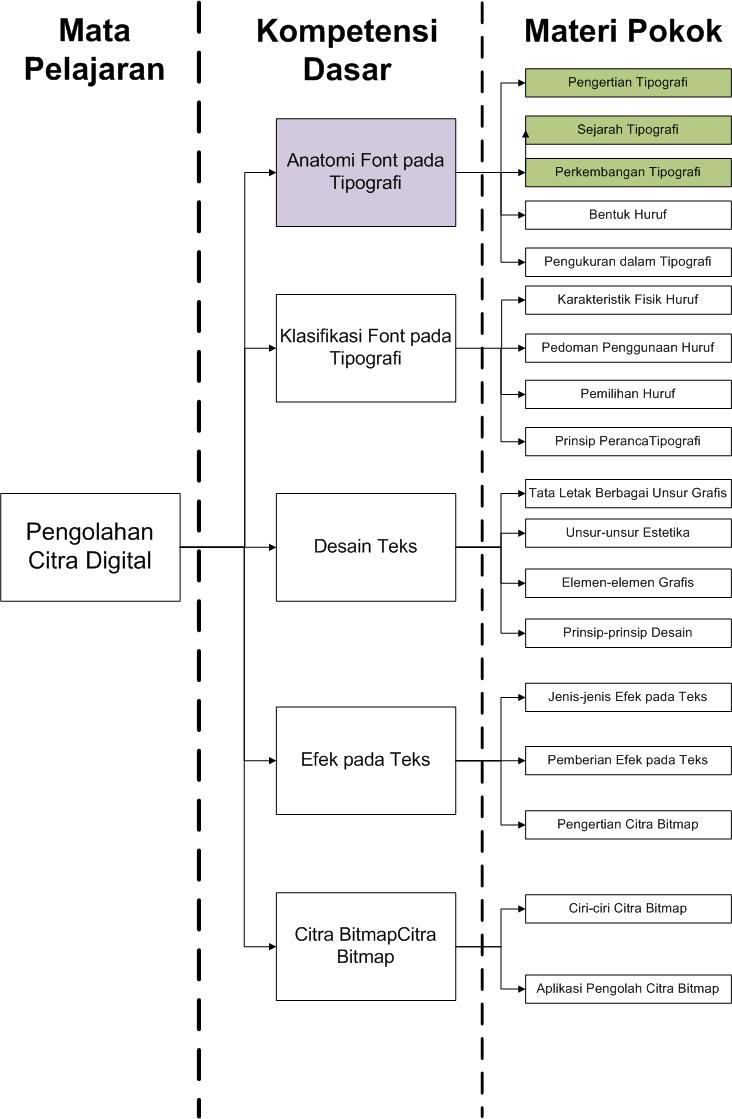 Mata
Pelajaran
Kompetensi
Dasar
Materi Pokok
Pengolahan
Citra Digital
Anatomi Font pada
Tipografi
Pengertian Tipografi
Sejarah Tipografi
Perkembangan Tipografi
Bentuk Huruf
Pengukuran dalam Tipografi
Klasifikasi Font pada
Tipografi
Karakteristik Fisik Huruf
Pedoman Penggunaan Huruf
Pemilihan Huruf
Prinsip PerancaTipografi
Desain Teks
Tata Letak Berbagai Unsur Grafis
Unsur-unsur Estetika
Elemen-elemen Grafis
Prinsip-prinsip Desain
Efek pada Teks
Jenis-jenis Efek pada Teks
Pemberian Efek pada Teks
Pengertian Citra Bitmap
Citra BitmapCitra
Bitmap
Ciri-ciri Citra Bitmap
Aplikasi Pengolah Citra Bitmap